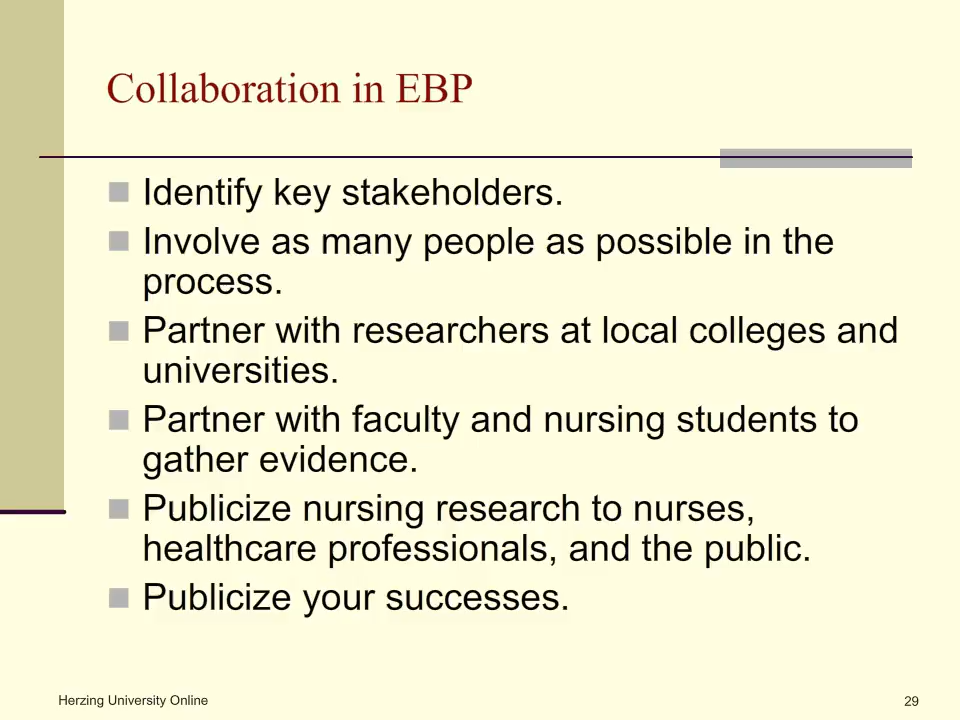 Collaboration in EBP
Identify key stakeholders.
Involve as many people as possible in the
process.
Partner with researchers at local colleges and
universities.
Partner with faculty and nursing students to
gather evidence.
Publicize nursing research to nurses,
healthcare professionals, and the public.
Publicize your successes.
Herzing University Online
29